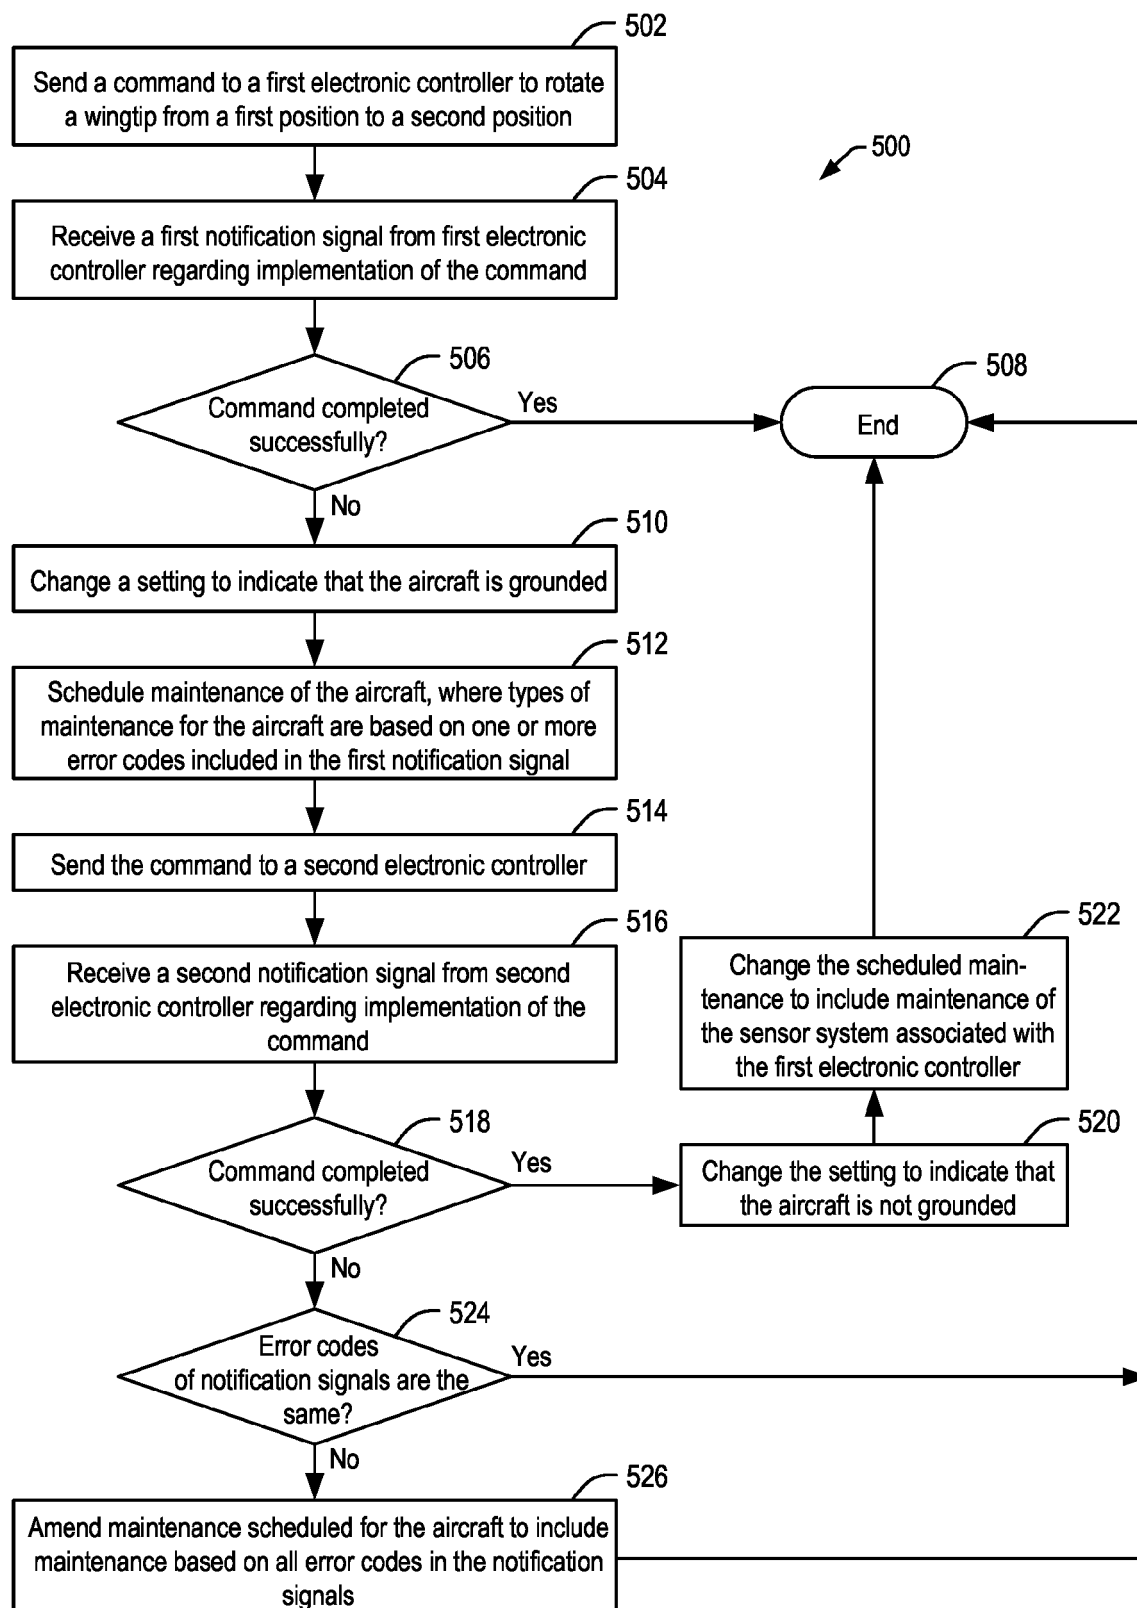 502
Send a command to a first electronic controller to rotate
a wingtip from a first position to a second position
500
504
Receive a first notification signal from first electronic
controller regarding implementation of the command
506
Command completed
successfully?
Yes
508
End
No
510
Change a setting to indicate that the aircraft is grounded
512
Schedule maintenance of the aircraft, where types of
maintenance for the aircraft are based on one or more
error codes included in the first notification signal
514
Send the command to a second electronic controller
516
Receive a second notification signal from second
electronic controller regarding implementation of the
command
522
Change the scheduled main-
tenance to include maintenance of
the sensor system associated with
the first electronic controller
518
Command completed
successfully?
Yes
520
Change the setting to indicate that
the aircraft is not grounded
No
524
Error codes
of notification signals are the
same?
Yes
No
526
Amend maintenance scheduled for the aircraft to include
maintenance based on all error codes in the notification
signals